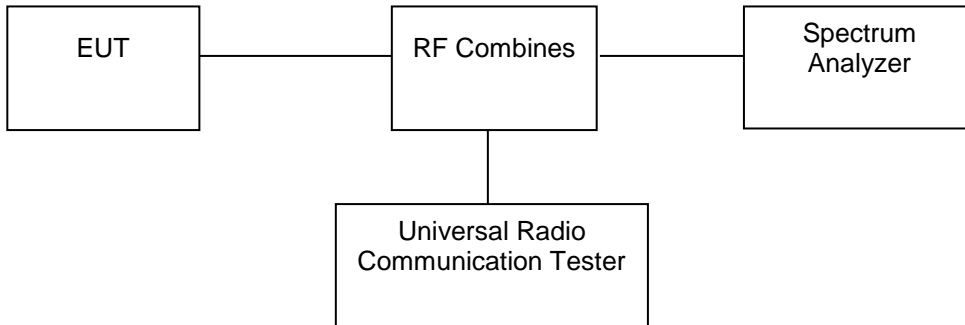 EUT
RF Combines
Spectrum
Analyzer
Universal Radio
Communication Tester